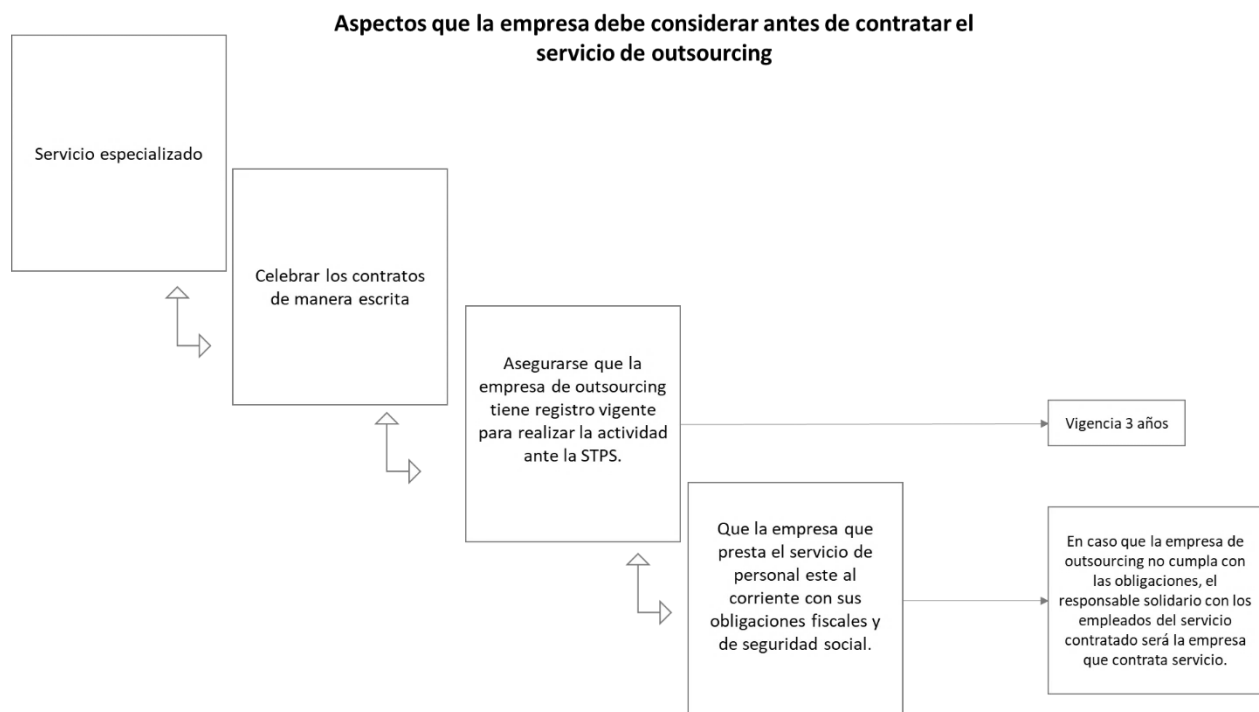 Aspectos que la empresa debe considerar antes de contratar el
servicio de outsourcing
Servicio especializado
Celebrar los contratos
de manera escrita
Asegurarse que la
empresa de outsourcing
tiene registro vigente
para realizar la actividad
ante la STPS.
Vigencia 3 años
Que la empresa que
presta el servicio de
personal este al
corriente con sus
obligaciones fiscales y
de seguridad social.
En caso que la empresa de
outsourcing no cumpla con
las obligaciones, el
responsable solidario con los
empleados del servicio
contratado será la empresa
que contrata servicio.